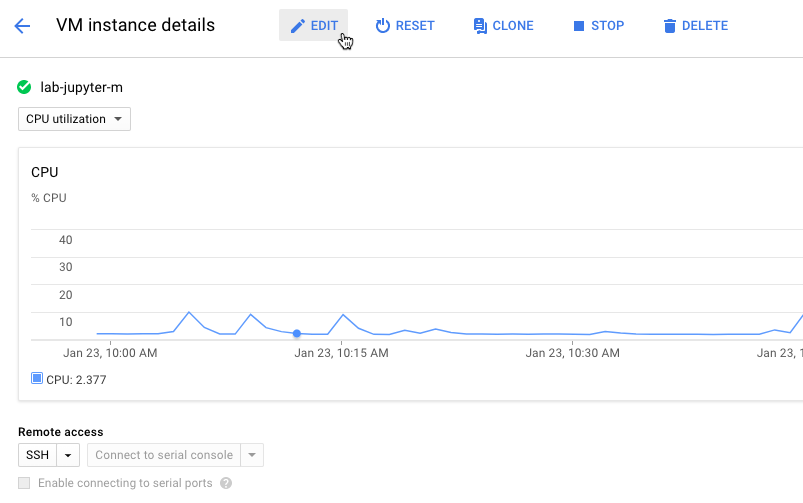 VM instance details EDIT RESET CLONE STOP DELETE
lab-jupyter-m
CPU utilization
CPU
% CPU
40
30
20
10
Jan 23, 10:00 AM Jan 23, 10:15 AM Jan 23, 10:30 AM Jan 23, 1
CPU: 2.377
Remote access
SSH Connect to serial console
Enable connecting to serial ports ?